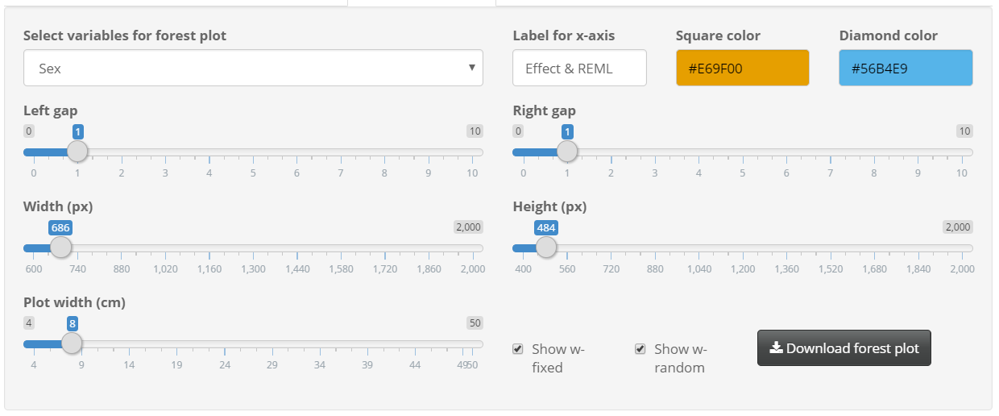 Select variables for forest plot
Label for x-axis
Square color
Diamond color
Sex
Effect & REML
#E69F00
#56B4E9
Left gap
Right gap
0 1 10
0 1 10
0 1 2 3 4 5 6 7 8 9 10
0 1 2 3 4 5 6 7 8 9 10
Width (px)
Height (px)
686 2,000
484 2,000
600 740 880 1,020 1,160 1,300 1,440 1,580 1,720 1,860 2,000
400 560 720 880 1,040 1,200 1,360 1,520 1,680 1,840 2,000
Plot width (cm)
4 8 50
4 9 14 19 24 29 34 39 44 4950
Show w-
fixed
Show w-
random
Download forest plot